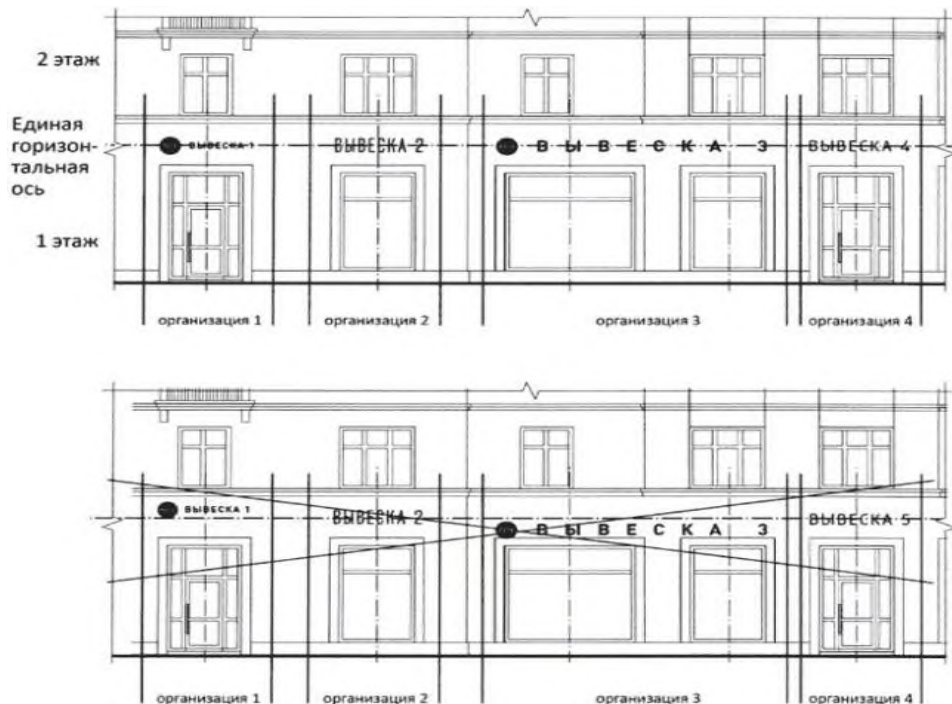 2 этаж
Единая
горизон-
тальная
ось
ВЫВЕСКА 1
ВЫВЕСКА 2
ВЫВЕСКА 3
ВЫВЕСКА 4
1 этаж
организация 1
организация 2
организация 3
организация 4
ВЫВЕСКА 1
ВЫВЕСКА 2
ВЫВЕСКА 3
ВЫВЕСКА 5
организация 1
организация 2
организация 3
организация 4